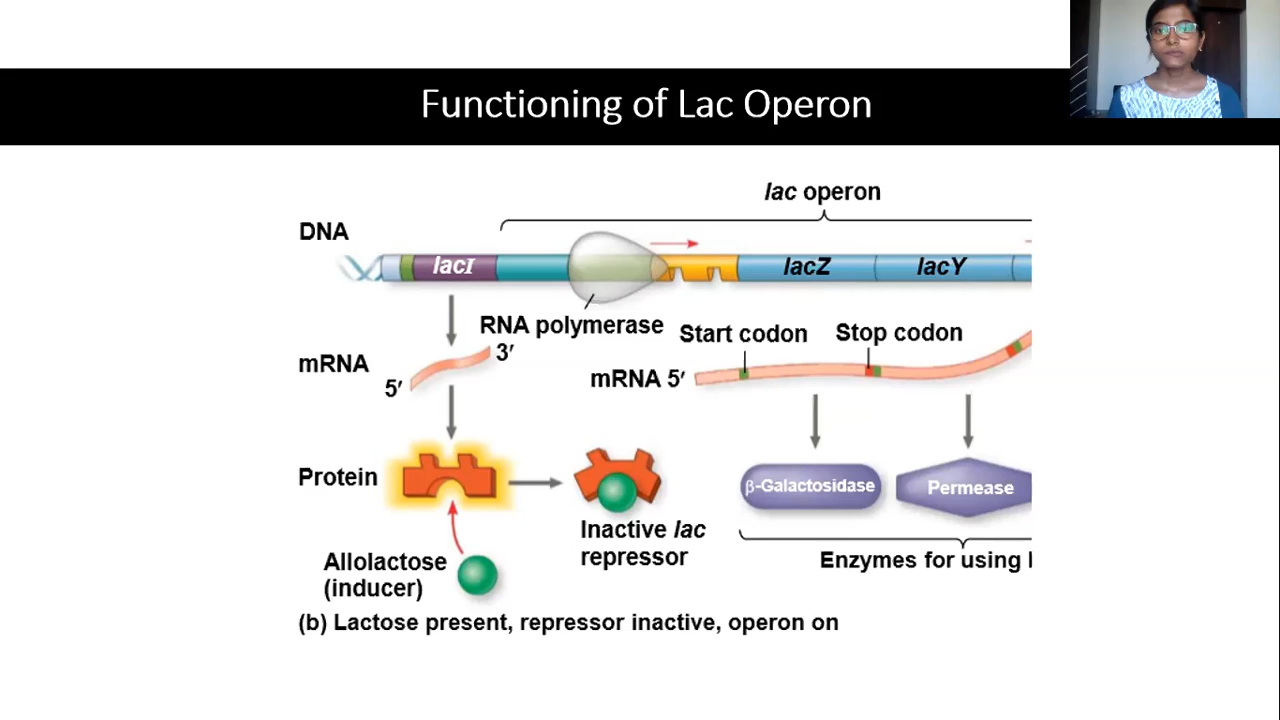 Functioning of Lac Operon
lac operon
DNA
lacI
lacZ
lacY
RNA polymerase
Start codon
Stop codon
mRNA
5′
3′
mRNA 5′
Protein
β-Galactosidase
Permease
Inactive lac
repressor
Enzymes for using
Allolactose
(inducer)
(b) Lactose present, repressor inactive, operon on